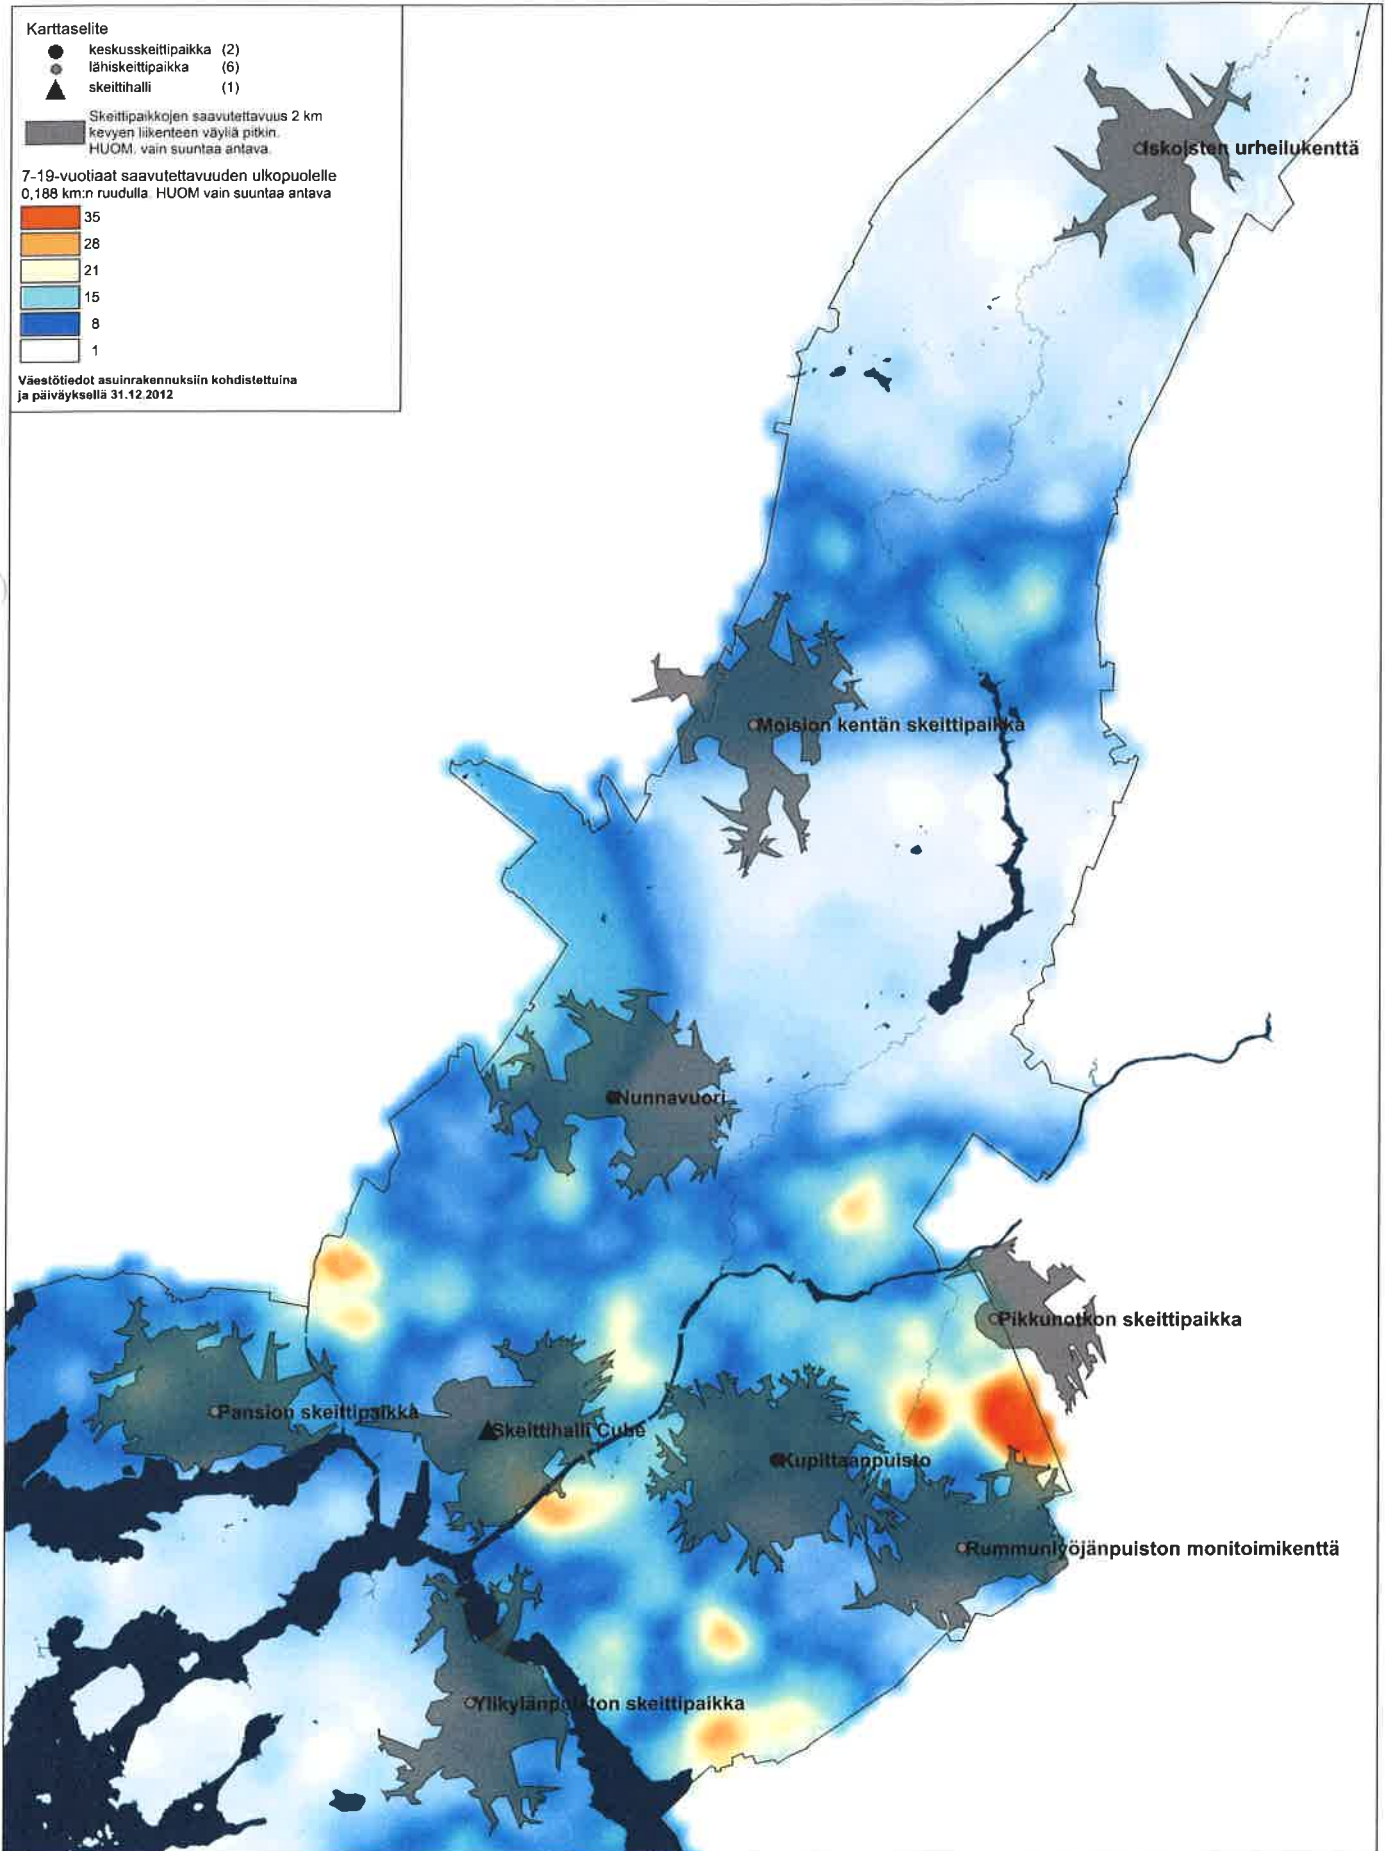 Karttaselite
keskusskeittipaikka (2)
lähiskeittipaikka (6)
skeittihalli (1)
Skeittipaikkojen saavutettavuus 2 km
kevyen liikenteen väyliä pitkin.
HUOM. vain suuntaa antava.
7-19-vuotiaat saavutettavuuden ulkopuolelle
0,188 km:n ruudulla. HUOM vain suuntaa antava
35
28
21
15
8
1
Väestötiedot asuinrakennuksiin kohdistettuina
ja päiväyksellä 31.12.2012
Iskoisten urheilukenttä
Moision kentän skeittipaikka
Nunnavuori
Pikkunotkon skeittipaikka
Pansion skeittipaikka
Skeittihalli Cube
Kupittaanpuisto
Rummunlyöjänpuiston monitoimikenttä
Ylikylänpuiston skeittipaikka